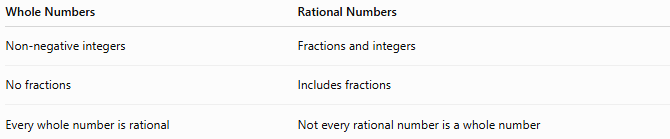 Whole Numbers Rational Numbers
Non-negative integers Fractions and integers
No fractions Includes fractions
Every whole number is rational Not every rational number is a whole number